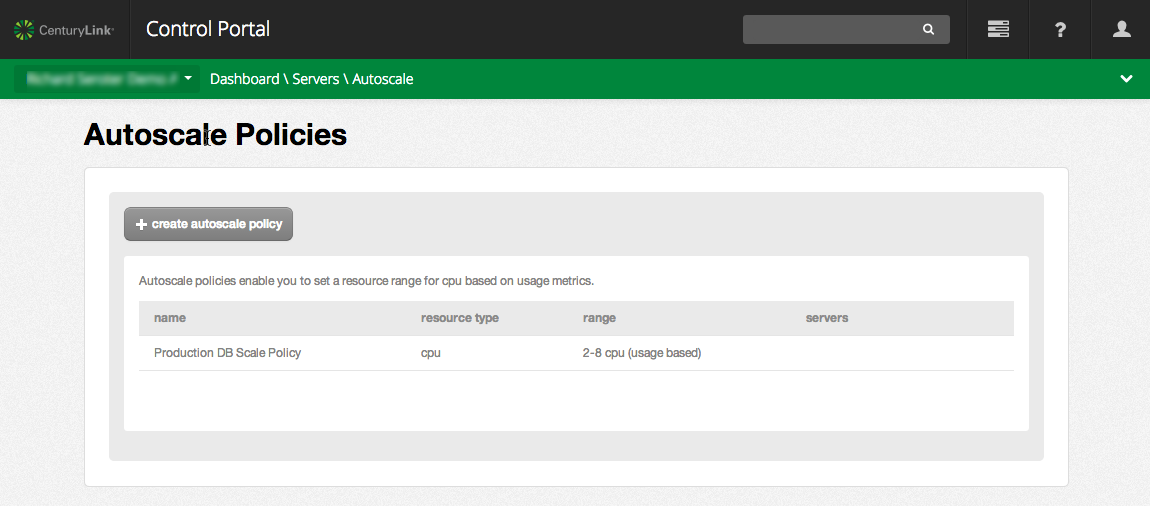 CenturyLink
Control Portal
Dashboard \ Servers \ Autoscale
Autoscale Policies
create autoscale policy
Autoscale policies enable you to set a resource range for cpu based on usage metrics.
name resource type range servers
Production DB Scale Policy cpu 2-8 cpu (usage based)